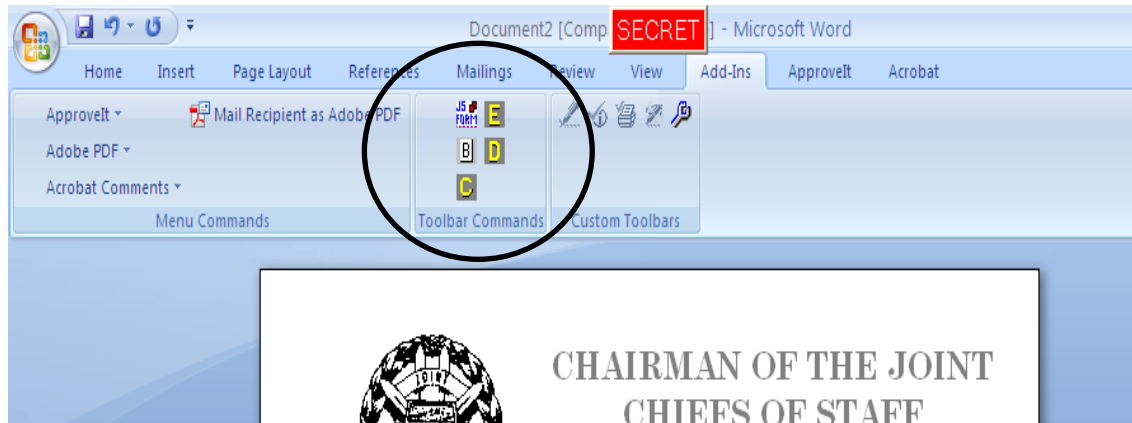 Document2 [Comp SECRET ] - Microsoft Word
Home Insert Page Layout References Mailings Review View Add-Ins ApproveIt Acrobat
ApproveIt Mail Recipient as Adobe PDF J5 FORM E
Adobe PDF B D
Acrobat Comments C
Menu Commands Toolbar Commands Custom Toolbars
JOINT
CHAIRMAN OF THE JOINT
CHIEFS OF STAFF